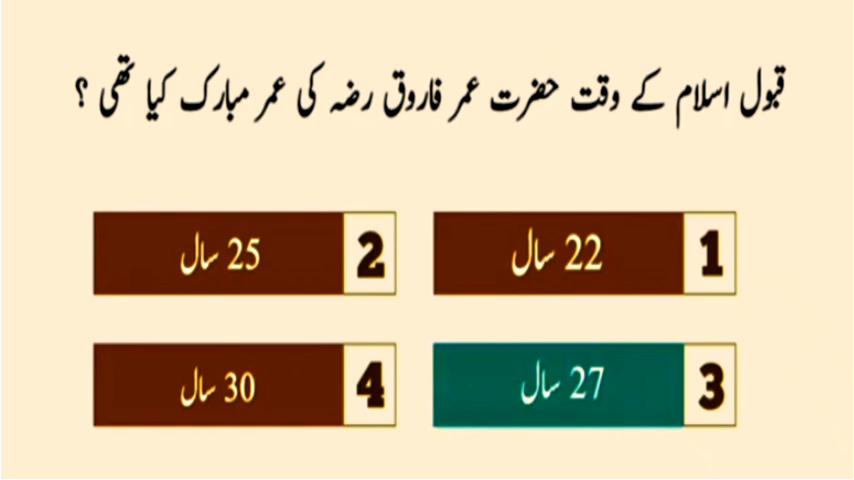 قبول اسلام کے وقت حضرت عمر فاروق رضہ کی عمر مبارک کیا تھی ؟
1 22 سال
2 25 سال
3 27 سال
4 30 سال